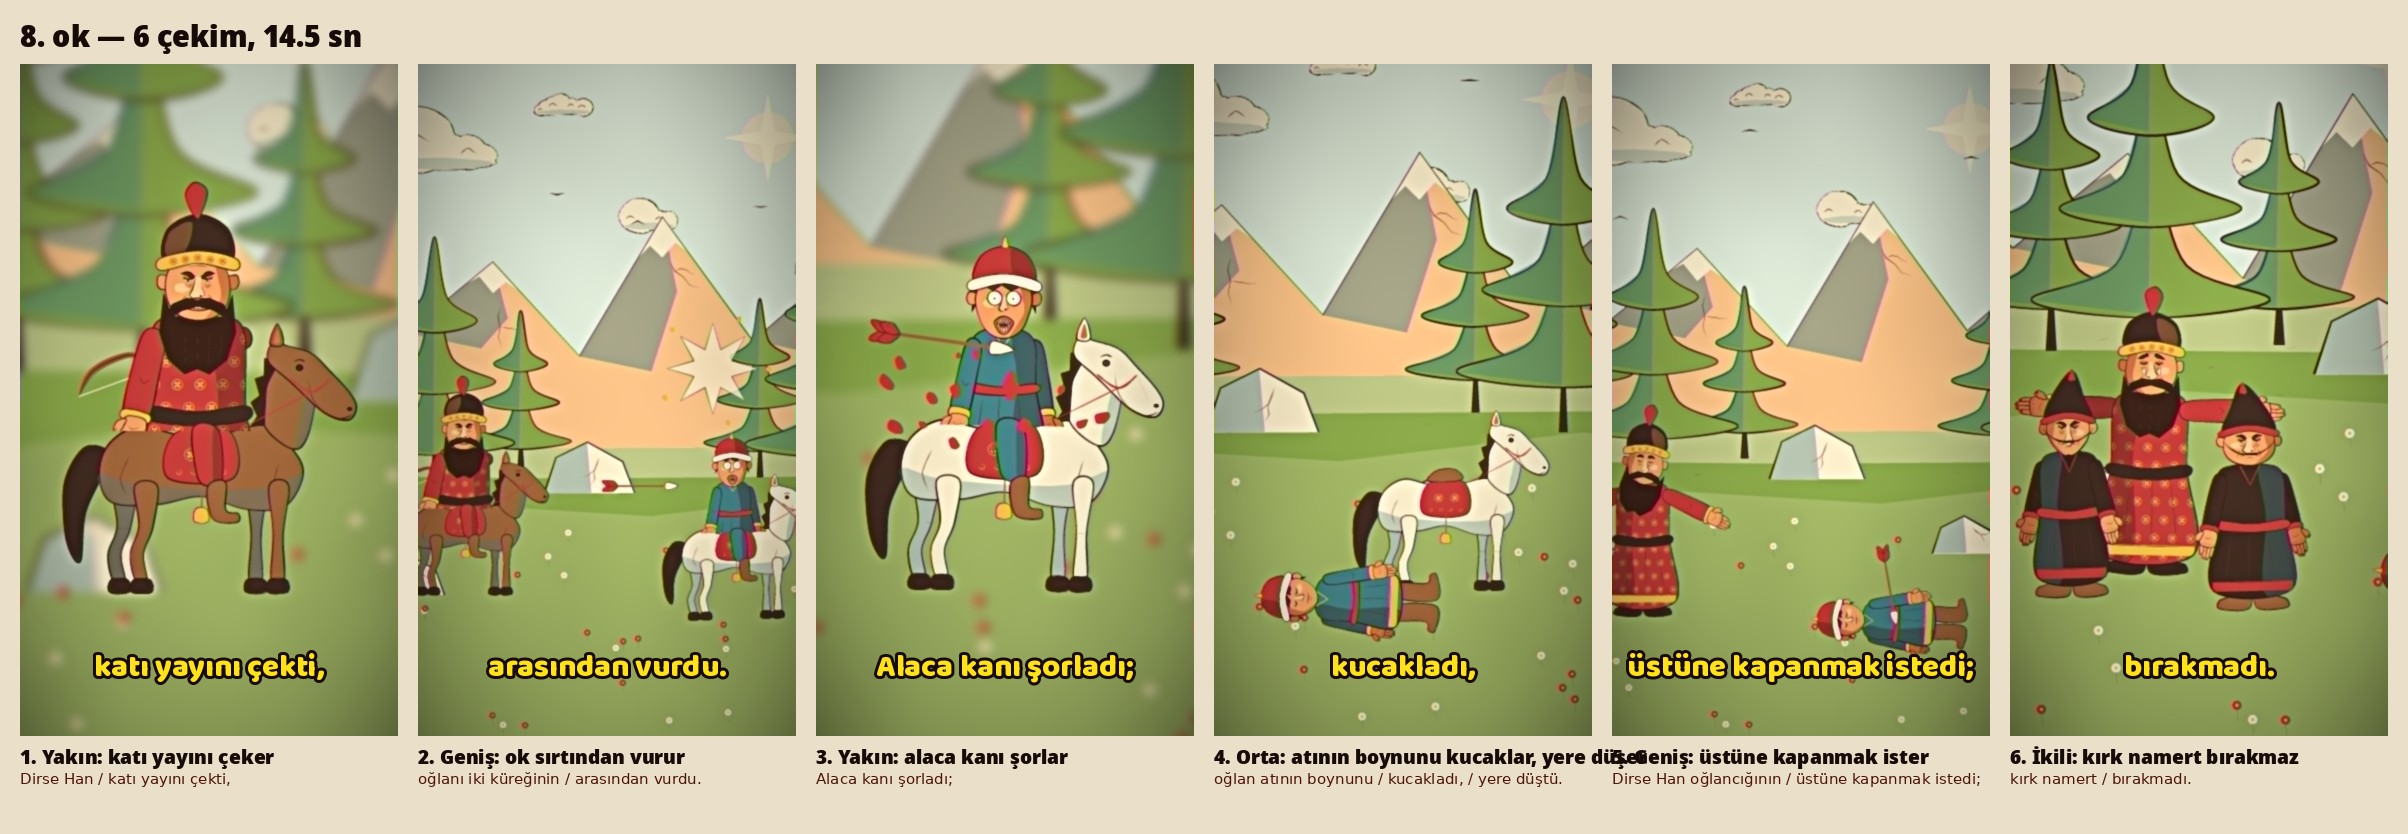 8. ok — 6 çekim, 14.5 sn
katı yayını çekti,
arasından vurdu.
Alaca kanı şorladı;
kucakladı,
üstüne kapanmak istedi;
bırakmadı.
1. Yakın: katı yayını çeker
Dirse Han / katı yayını çekti,
2. Geniş: ok sırtından vurur
oğlanı iki küreğinin / arasından vurdu.
3. Yakın: alaca kanı şorlar
Alaca kanı şorladı;
4. Orta: atının boynunu kucaklar, yere düşer
oğlan atının boynunu / kucakladı, / yere düştü.
5. Geniş: üstüne kapanmak ister
Dirse Han oğlancığının / üstüne kapanmak istedi;
6. İkili: kırk namert bırakmaz
kırk namert / bırakmadı.